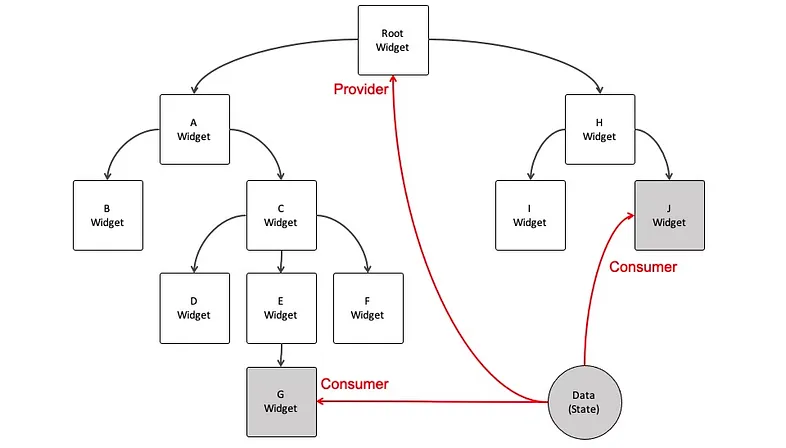 Root
Widget
Provider
A
Widget
H
Widget
B
Widget
C
Widget
I
Widget
J
Widget
Consumer
D
Widget
E
Widget
F
Widget
G
Widget
Consumer
Data
(State)